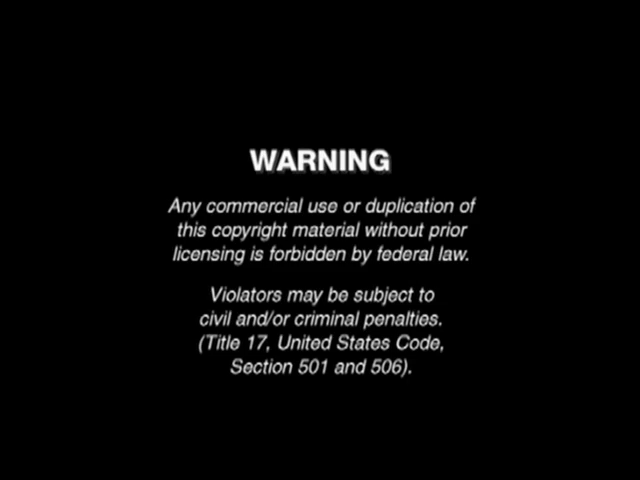 WARNING
Any commercial use or duplication of
this copyright material without prior
licensing is forbidden by federal law.
Violators may be subject to
civil and/or criminal penalties.
(Title 17, United States Code,
Section 501 and 506).